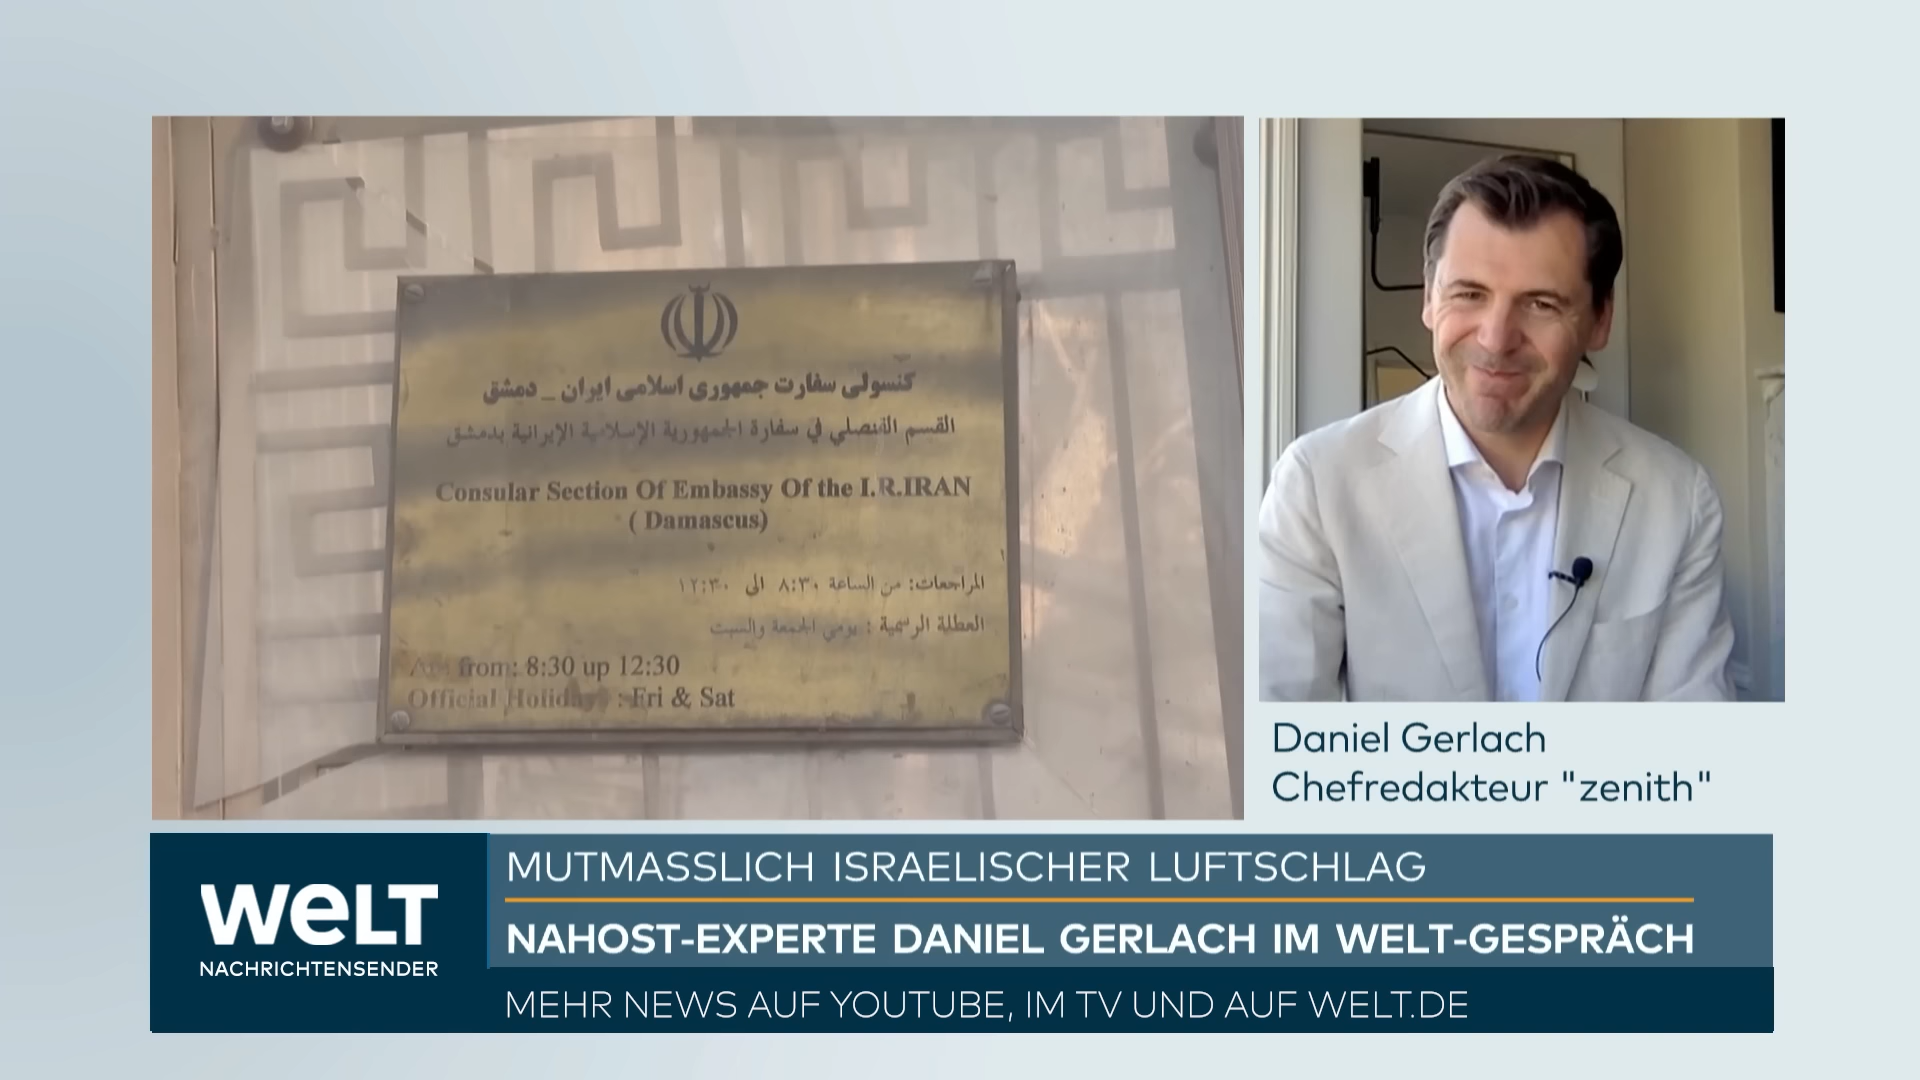 کنسولی سفارت جمهوری اسلامی ایران _ دمشق
القسم القنصلي في سفارة الجمهورية الإسلامية الإيرانية بدمشق
Consular Section Of Embassy Of the I.R.IRAN
( Damascus)
المراجعات: من الساعة ٨:٣٠ الى ١٢:٣٠
العطلة الرسمية : يومي الجمعة والسبت
from: 8:30 up 12:30
Official Holidays : Fri & Sat
Daniel Gerlach
Chefredakteur "zenith"
WELT
NACHRICHTENSENDER
MUTMASSLICH ISRAELISCHER LUFTSCHLAG
NAHOST-EXPERTE DANIEL GERLACH IM WELT-GESPRÄCH
MEHR NEWS AUF YOUTUBE, IM TV UND AUF WELT.DE